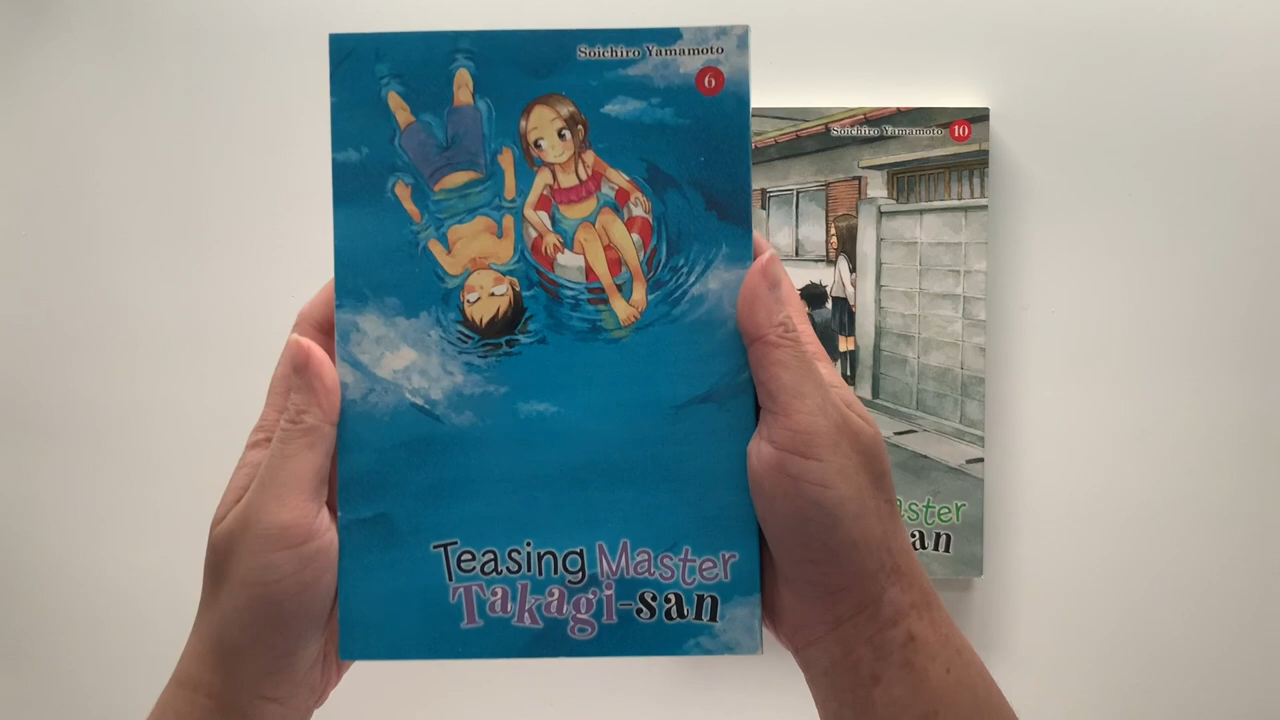 Soichiro Yamamoto
6
Teasing Master
Takagi-san
Soichiro Yamamoto 10
aster
an